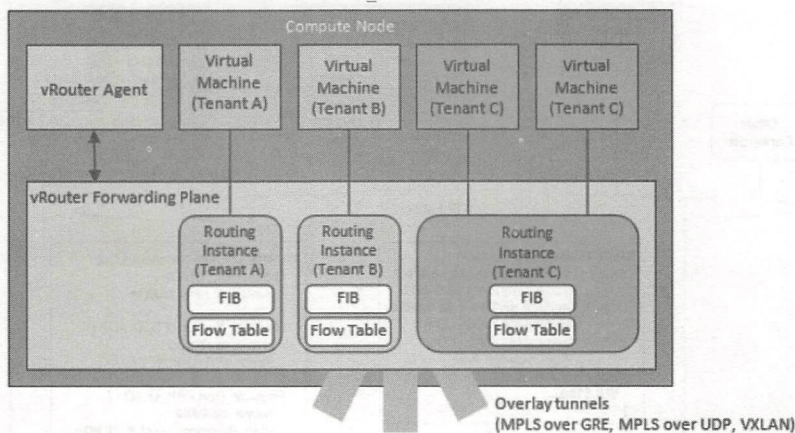 Compute Node
vRouter Agent
Virtual
Machine
(Tenant A)
Virtual
Machine
(Tenant B)
Virtual
Machine
(Tenant C)
Virtual
Machine
(Tenant C)
vRouter Forwarding Plane
Routing
Instance
(Tenant A)
FIB
Flow Table
Routing
Instance
(Tenant B)
FIB
Flow Table
Routing
Instance
(Tenant C)
FIB
Flow Table
Overlay tunnels
(MPLS over GRE, MPLS over UDP, VXLAN)